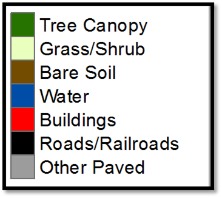 Tree Canopy
Grass/Shrub
Bare Soil
Water
Buildings
Roads/Railroads
Other Paved